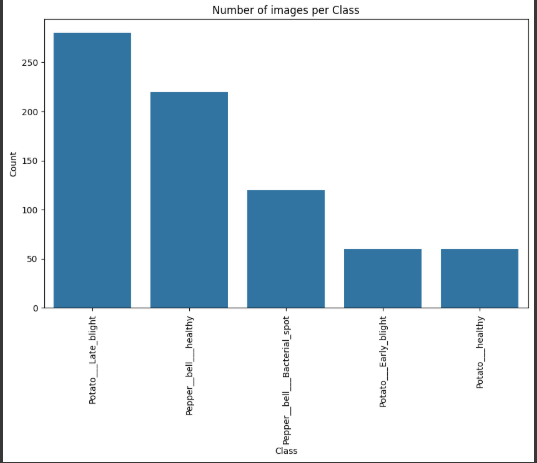 Number of images per Class
Count
250
200
150
100
50
0
Potato___Late_blight
Pepper__bell___healthy
Pepper__bell___Bacterial_spot
Potato___Early_blight
Potato___healthy
Class